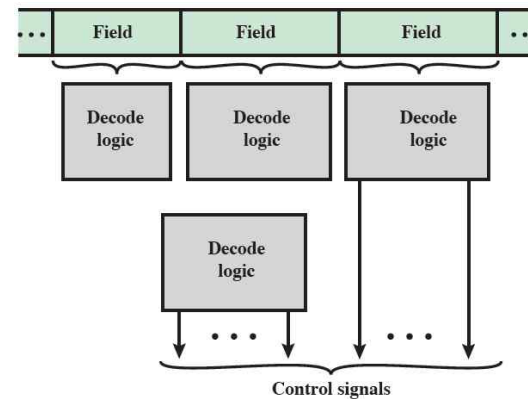 ... Field Field Field ...
Decode
logic
Decode
logic
Decode
logic
Decode
logic
...
...
Control signals